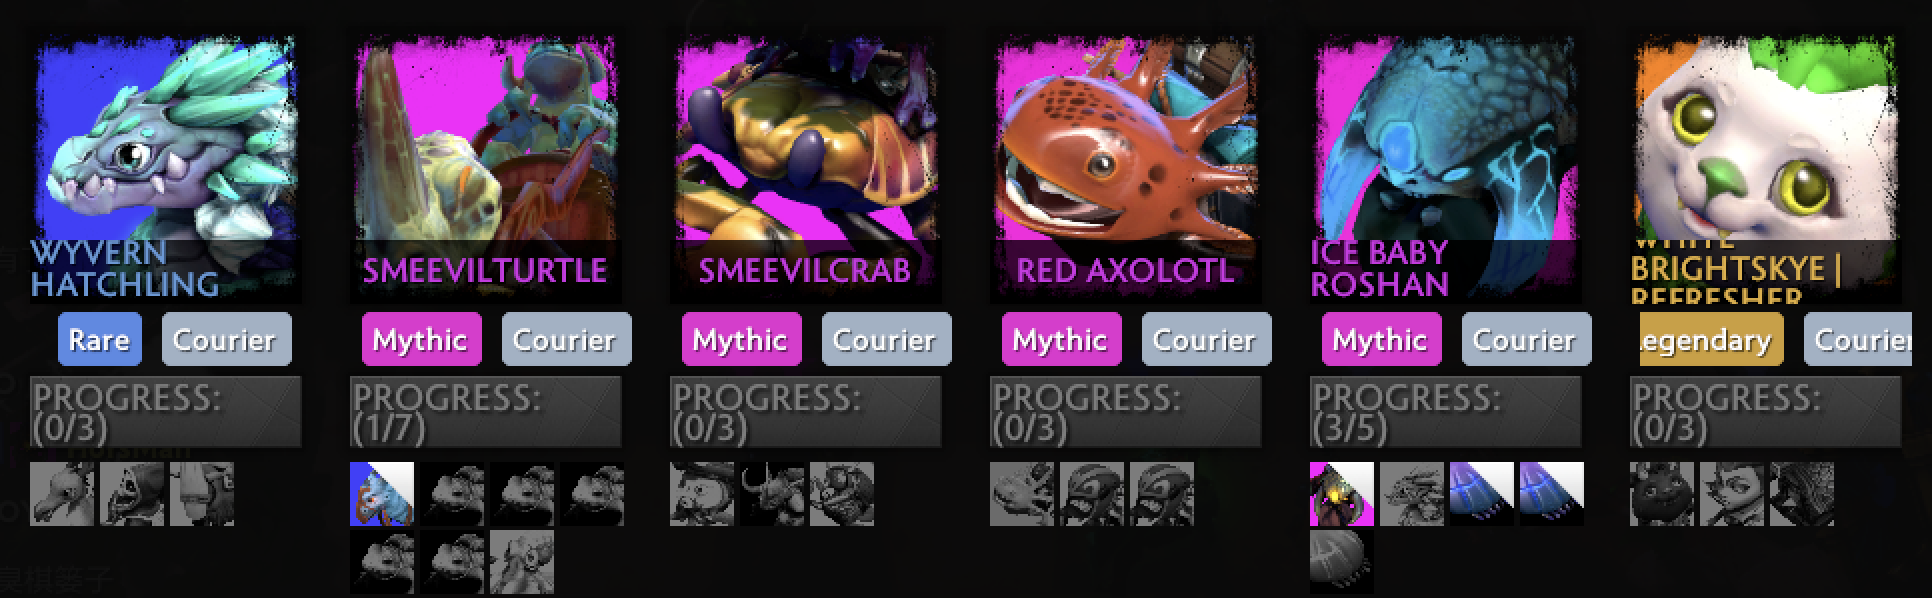 WYVERN
HATCHLING
SMEEVILTURTLE
SMEEVILCRAB
RED AXOLOTL
ICE BABY
ROSHAN
WHITE
BRIGHTSKYE |
REFRESHER
Rare
Courier
Mythic
Courier
Mythic
Courier
Mythic
Courier
Mythic
Courier
egendary
Courier
PROGRESS:
(0/3)
PROGRESS:
(1/7)
PROGRESS:
(0/3)
PROGRESS:
(0/3)
PROGRESS:
(3/5)
PROGRESS:
(0/3)